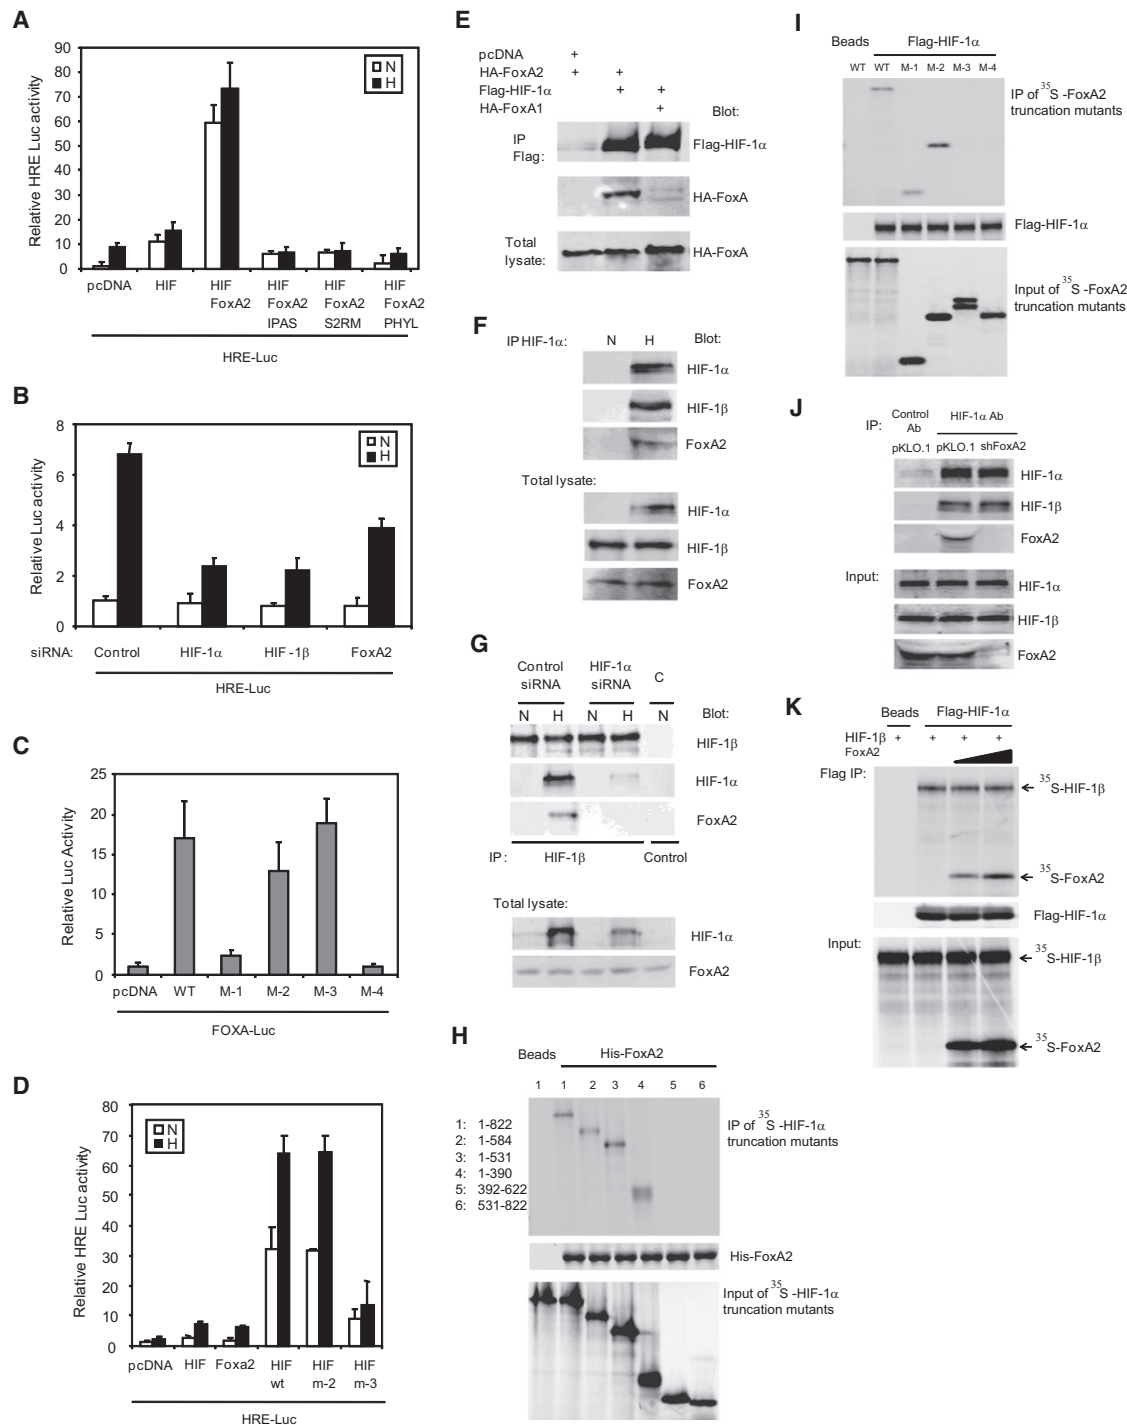 A
Relative HRE Luc activity
90
80
70
60
50
40
30
20
10
0
N
H
pcDNA HIF HIF HIF HIF HIF
FoxA2 FoxA2 FoxA2 FoxA2
IPAS S2RM PHYL
HRE-Luc
B
Relative Luc activity
8
6
4
2
0
N
H
siRNA: Control HIF-1α HIF-1β FoxA2
HRE-Luc
C
Relative Luc Activity
25
20
15
10
5
0
pcDNA WT M-1 M-2 M-3 M-4
FOXA-Luc
D
Relative HRE Luc activity
80
70
60
50
40
30
20
10
0
N
H
pcDNA HIF Foxa2 HIF HIF HIF
wt m-2 m-3
HRE-Luc
E
pcDNA +
HA-FoxA2 + +
Flag-HIF-1α + +
HA-FoxA1 +
Blot:
IP
Flag:
Flag-HIF-1α
HA-FoxA
Total
lysate:
HA-FoxA
F
IP HIF-1α: N H Blot:
HIF-1α
HIF-1β
FoxA2
Total lysate:
HIF-1α
HIF-1β
FoxA2
G
Control HIF-1α C
siRNA siRNA
N H N H N Blot:
HIF-1β
HIF-1α
FoxA2
IP: HIF-1β Control
Total lysate:
HIF-1α
FoxA2
H
Beads His-FoxA2
1 1 2 3 4 5 6
1: 1-822
2: 1-584
3: 1-531
4: 1-390
5: 392-622
6: 531-822
IP of 35S -HIF-1α
truncation mutants
His-FoxA2
Input of 35S -HIF-1α
truncation mutants
I
Beads Flag-HIF-1α
WT WT M-1 M-2 M-3 M-4
IP of 35S -FoxA2
truncation mutants
Flag-HIF-1α
Input of 35S -FoxA2
truncation mutants
J
IP: Control HIF-1α Ab
Ab
pKLO.1 pKLO.1 shFoxA2
HIF-1α
HIF-1β
FoxA2
Input:
HIF-1α
HIF-1β
FoxA2
K
Beads Flag-HIF-1α
HIF-1β + + + +
FoxA2
Flag IP:
35S-HIF-1β
35S-FoxA2
Flag-HIF-1α
Input:
35S-HIF-1β
35S-FoxA2